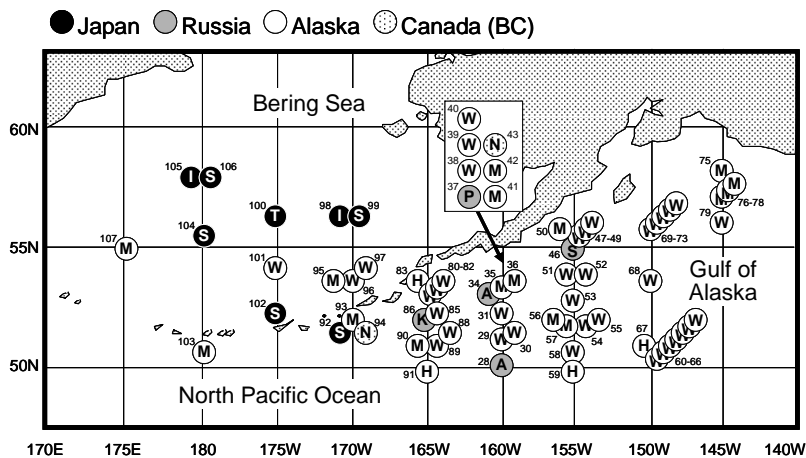 Japan Russia Alaska Canada (BC)
Bering Sea
60N
40 W
39 W 43 N
38 W 42 M
37 P 41 M
105 I S 106
75 M
M 76-78
79 W
100 T 98 I S 99
104 S
107 M
50 M W 47-49
W 69-73
55N
46 S
101 W W 97
95 M W 96
83 H W 80-82
35 M 36 M
34 A
51 W W 52
68 W
Gulf of
Alaska
102 S
93 M
92 S N 94
86 K W 85
31 W
53 W
56 M W 55
57 M W 54
67 H W 60-66
103 M
90 M W 88
W 89
29 W W 30
58 W
50N
91 H
28 A
59 H
North Pacific Ocean
170E 175E 180 175W 170W 165W 160W 155W 150W 145W 140W